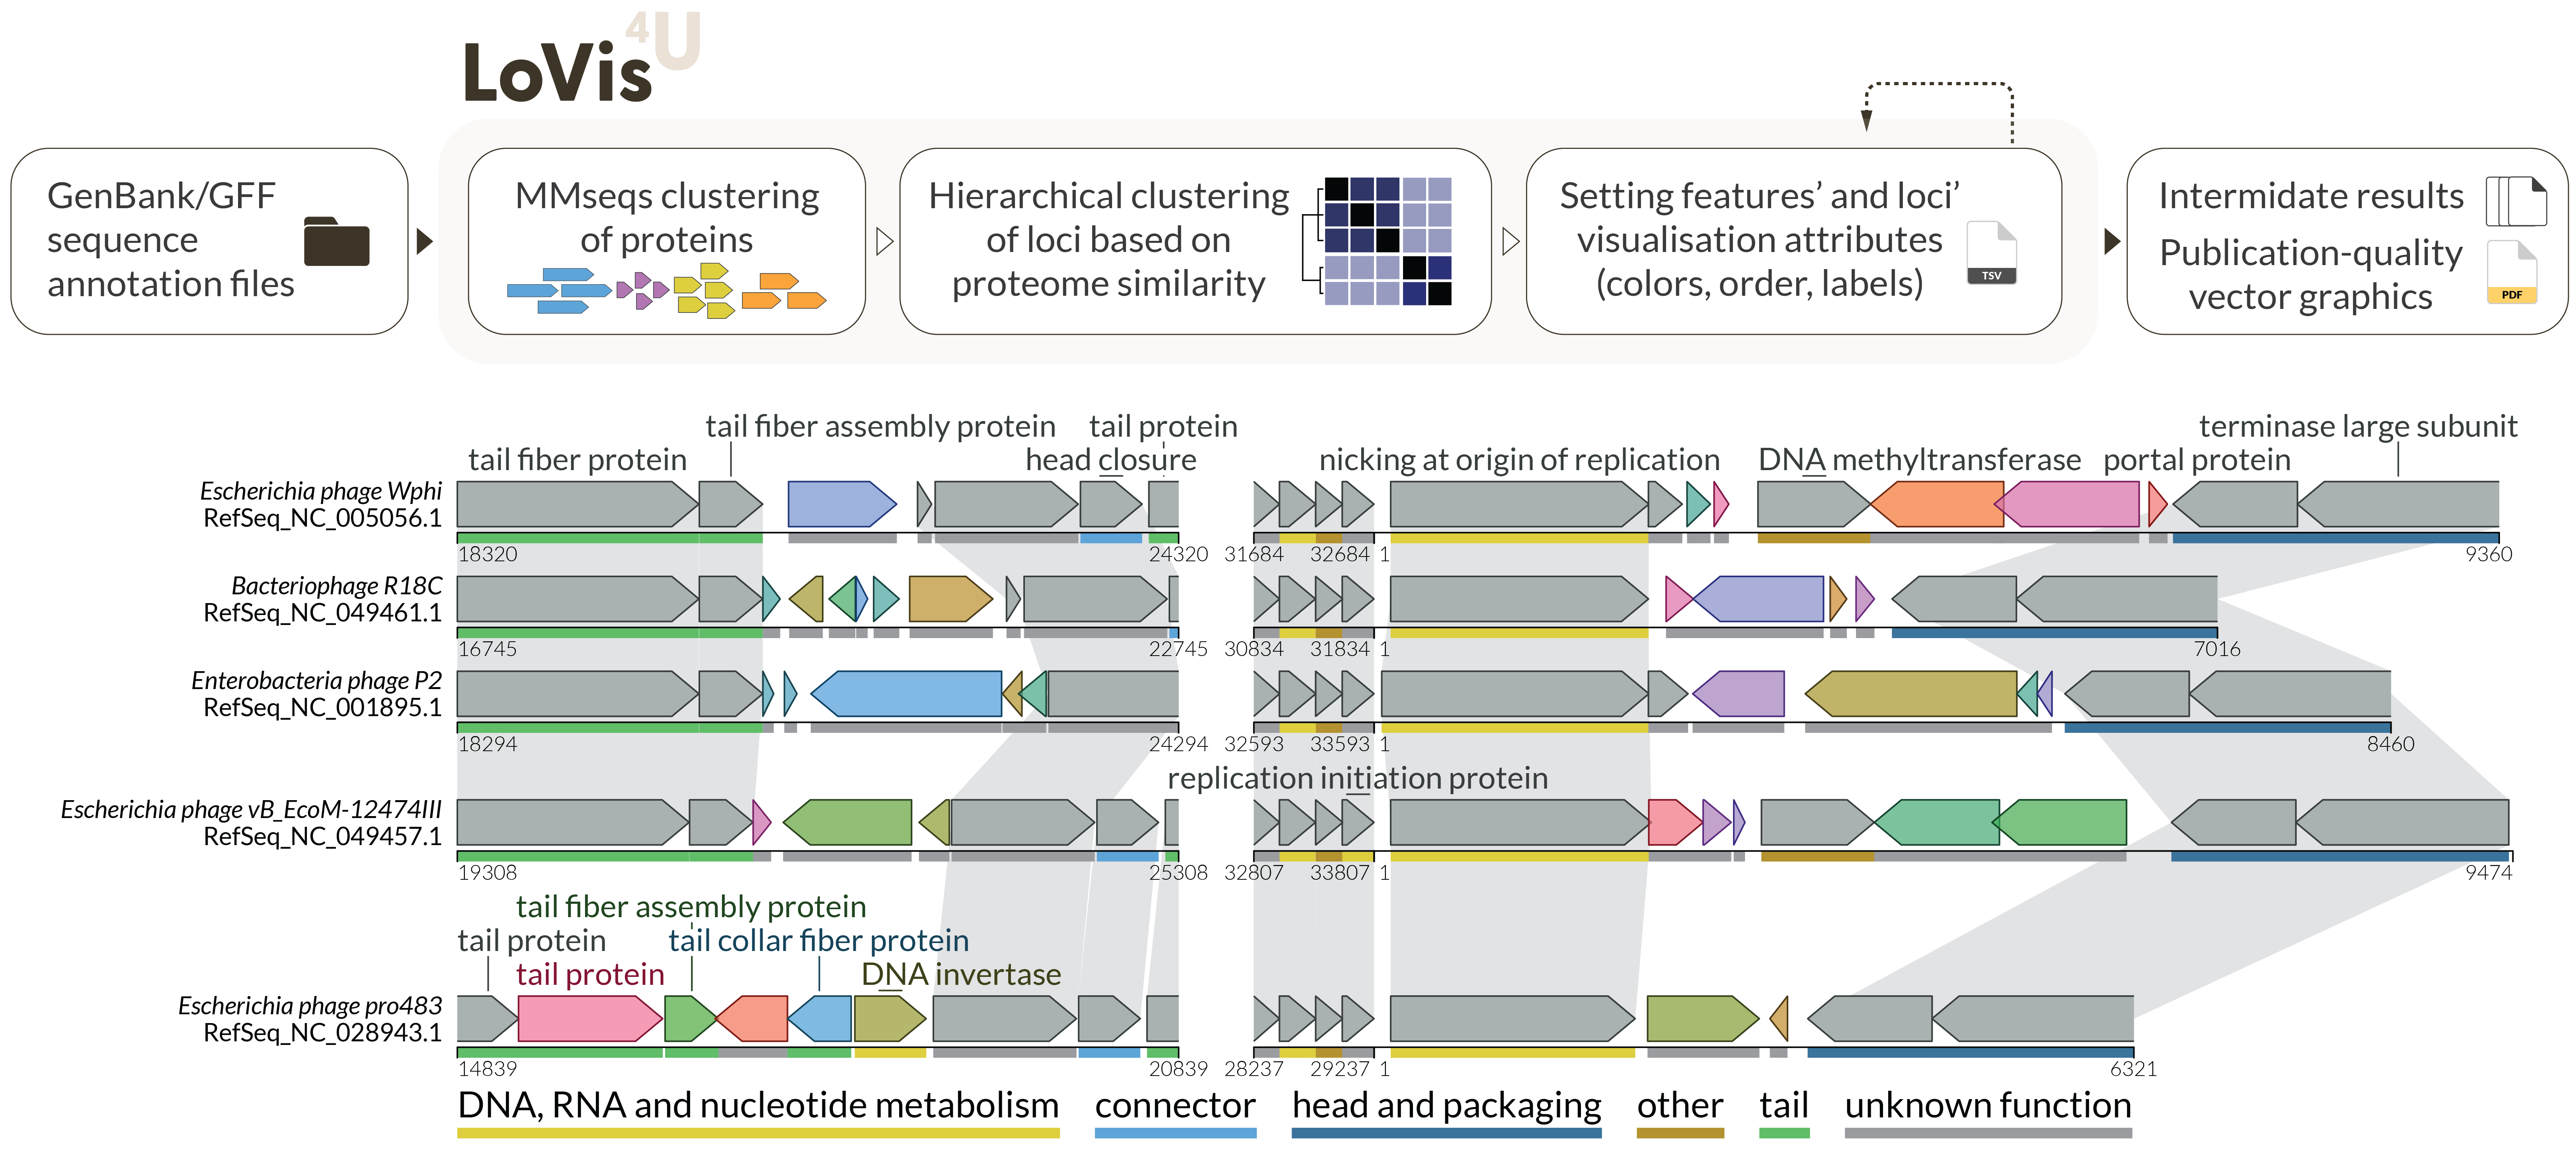 LoVis4U
GenBank/GFF
sequence
annotation files
MMseqs clustering
of proteins
Hierarchical clustering
of loci based on
proteome similarity
Setting features’ and loci’
visualisation attributes
(colors, order, labels)
TSV
Intermidate results
Publication-quality
vector graphics
PDF
tail fiber assembly protein tail protein terminase large subunit
tail fiber protein head closure nicking at origin of replication DNA methyltransferase portal protein
Escherichia phage Wphi
RefSeq_NC_005056.1
18320 24320 31684 32684 1 9360
Bacteriophage R18C
RefSeq_NC_049461.1
16745 22745 30834 31834 1 7016
Enterobacteria phage P2
RefSeq_NC_001895.1
18294 24294 32593 33593 1 8460
replication initiation protein
Escherichia phage vB_EcoM-12474III
RefSeq_NC_049457.1
19308 25308 32807 33807 1 9474
tail fiber assembly protein
tail protein tail collar fiber protein
tail protein DNA invertase
Escherichia phage pro483
RefSeq_NC_028943.1
14839 20839 28237 29237 1 6321
DNA, RNA and nucleotide metabolism connector head and packaging other tail unknown function